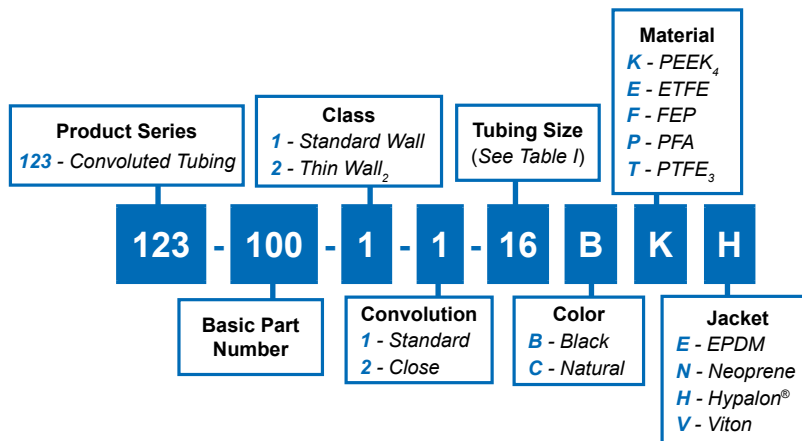 Material
K - PEEK4
E - ETFE
F - FEP
P - PFA
T - PTFE3
Class
1 - Standard Wall
2 - Thin Wall2
Product Series
123 - Convoluted Tubing
Tubing Size
(See Table I)
123 - 100 - 1 - 1 - 16 B K H
Basic Part
Number
Convolution
1 - Standard
2 - Close
Color
B - Black
C - Natural
Jacket
E - EPDM
N - Neoprene
H - Hypalon®
V - Viton